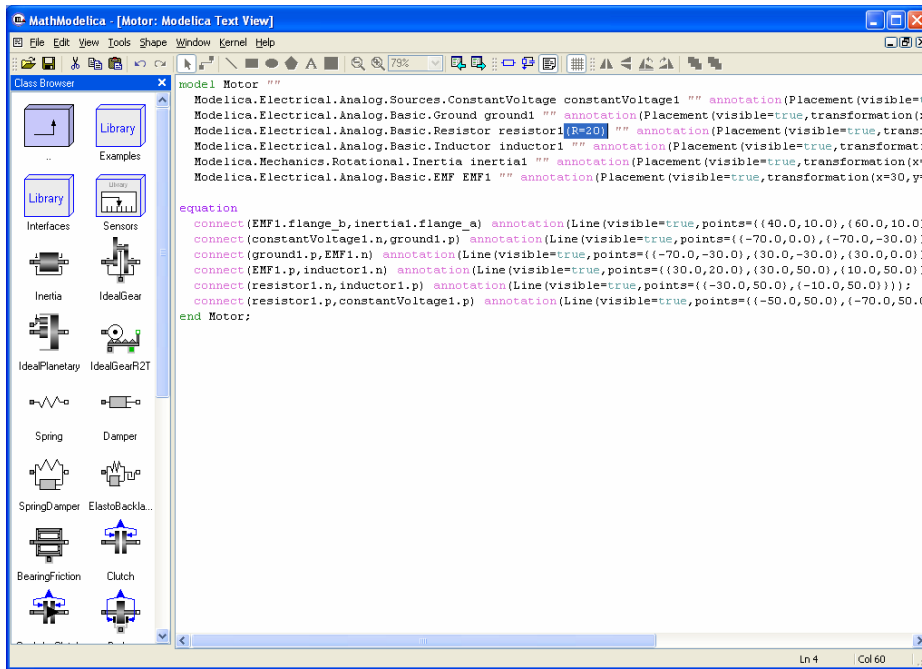 MathModelica - [Motor: Modelica Text View]
File Edit View Tools Shape Window Kernel Help
79%
Class Browser
..
Library
Examples
Library
Interfaces
Library
Sensors
Inertia
IdealGear
IdealPlanetary
IdealGearR2T
Spring
Damper
SpringDamper
ElastoBackla...
BearingFriction
Clutch
model Motor ""
Modelica.Electrical.Analog.Sources.ConstantVoltage constantVoltage1 "" annotation(Placement(visible=t
Modelica.Electrical.Analog.Basic.Ground ground1 "" annotation(Placement(visible=true,transformation(x
Modelica.Electrical.Analog.Basic.Resistor resistor1(R=20) "" annotation(Placement(visible=true,transf
Modelica.Electrical.Analog.Basic.Inductor inductor1 "" annotation(Placement(visible=true,transformati
Modelica.Mechanics.Rotational.Inertia inertia1 "" annotation(Placement(visible=true,transformation(x=
Modelica.Electrical.Analog.Basic.EMF EMF1 "" annotation(Placement(visible=true,transformation(x=30,y=
equation
connect(EMF1.flange_b,inertia1.flange_a) annotation(Line(visible=true,points={{40.0,10.0},{60.0,10.0}
connect(constantVoltage1.n,ground1.p) annotation(Line(visible=true,points={{-70.0,0.0},{-70.0,-30.0}}
connect(ground1.p,EMF1.n) annotation(Line(visible=true,points={{-70.0,-30.0},{30.0,-30.0},{30.0,0.0}}
connect(EMF1.p,inductor1.n) annotation(Line(visible=true,points={{30.0,20.0},{30.0,50.0},{10.0,50.0}}
connect(resistor1.n,inductor1.p) annotation(Line(visible=true,points={{-30.0,50.0},{-10.0,50.0}}));
connect(resistor1.p,constantVoltage1.p) annotation(Line(visible=true,points={{-50.0,50.0},{-70.0,50.0
end Motor;
Ln 4 Col 60